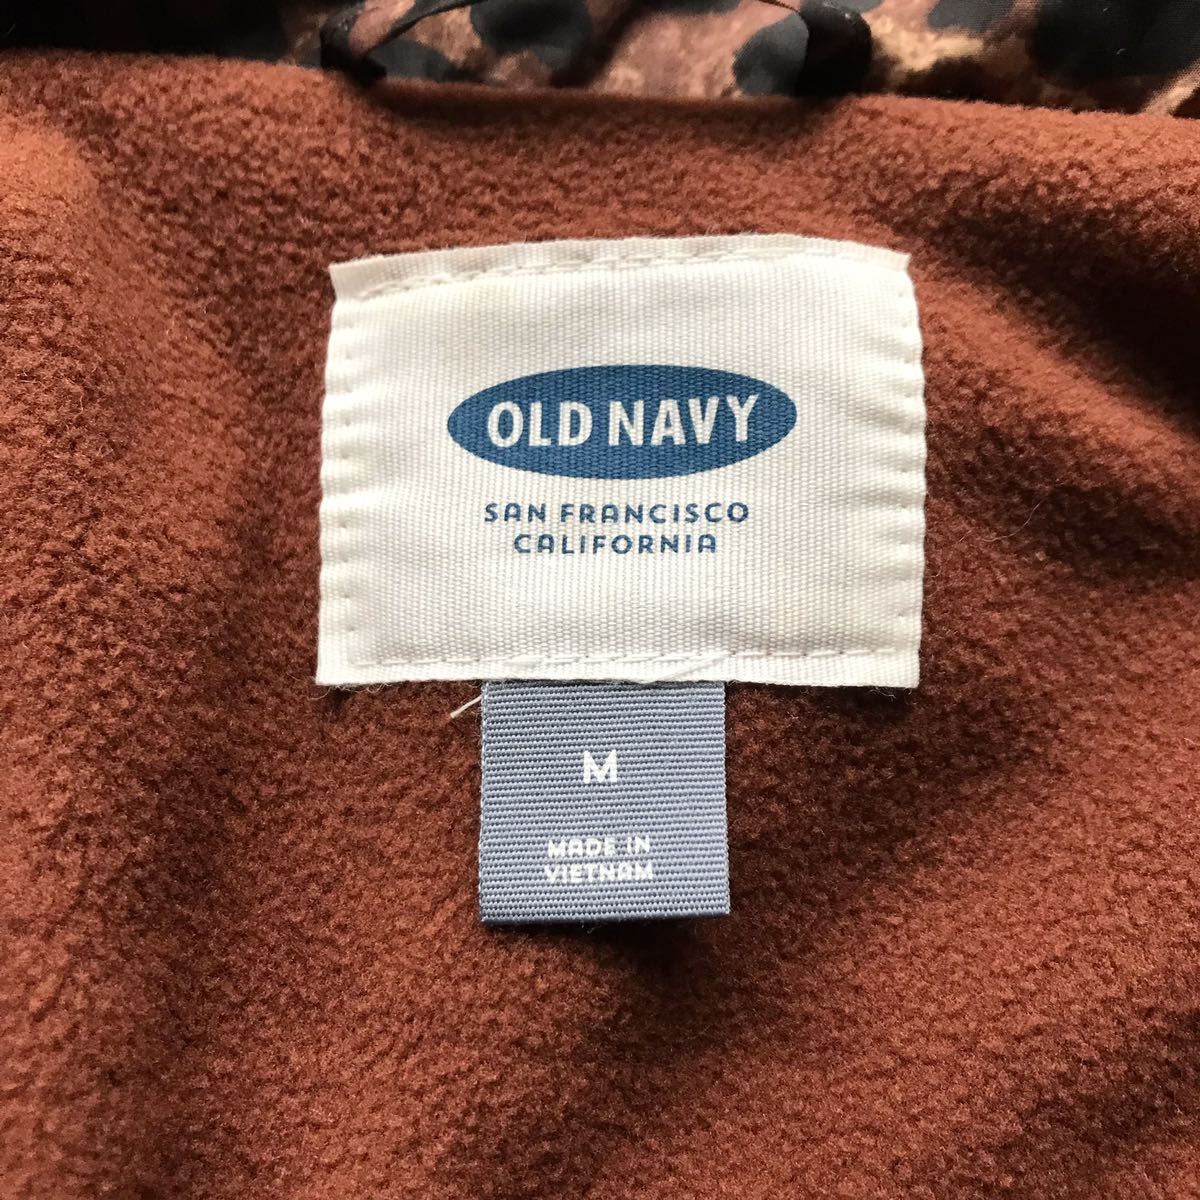 OLD NAVY
SAN FRANCISCO
CALIFORNIA
M
MADE IN
VIETNAM